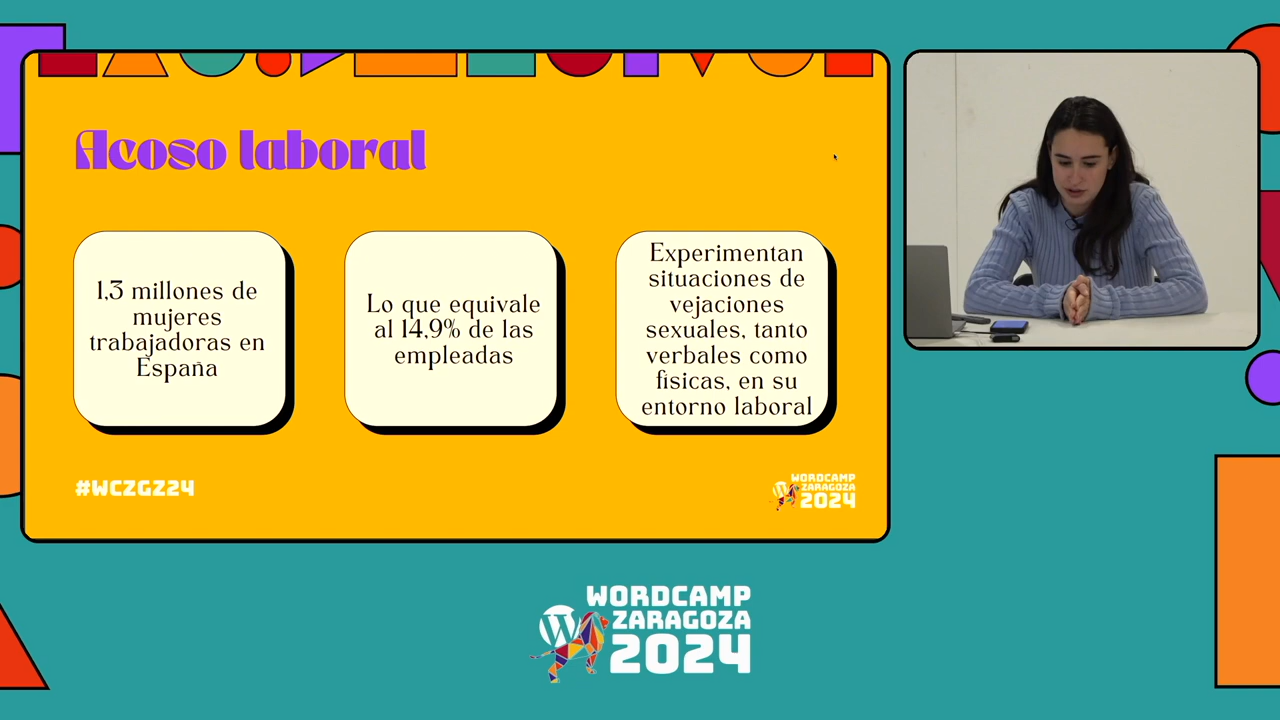 Acoso laboral
1,3 millones de
mujeres
trabajadoras en
España
Lo que equivale
al 14,9% de las
empleadas
Experimentan
situaciones de
vejaciones
sexuales, tanto
verbales como
físicas, en su
entorno laboral
#WCZGZ24
WORDCAMP
ZARAGOZA
2024
WORDCAMP
ZARAGOZA
2024